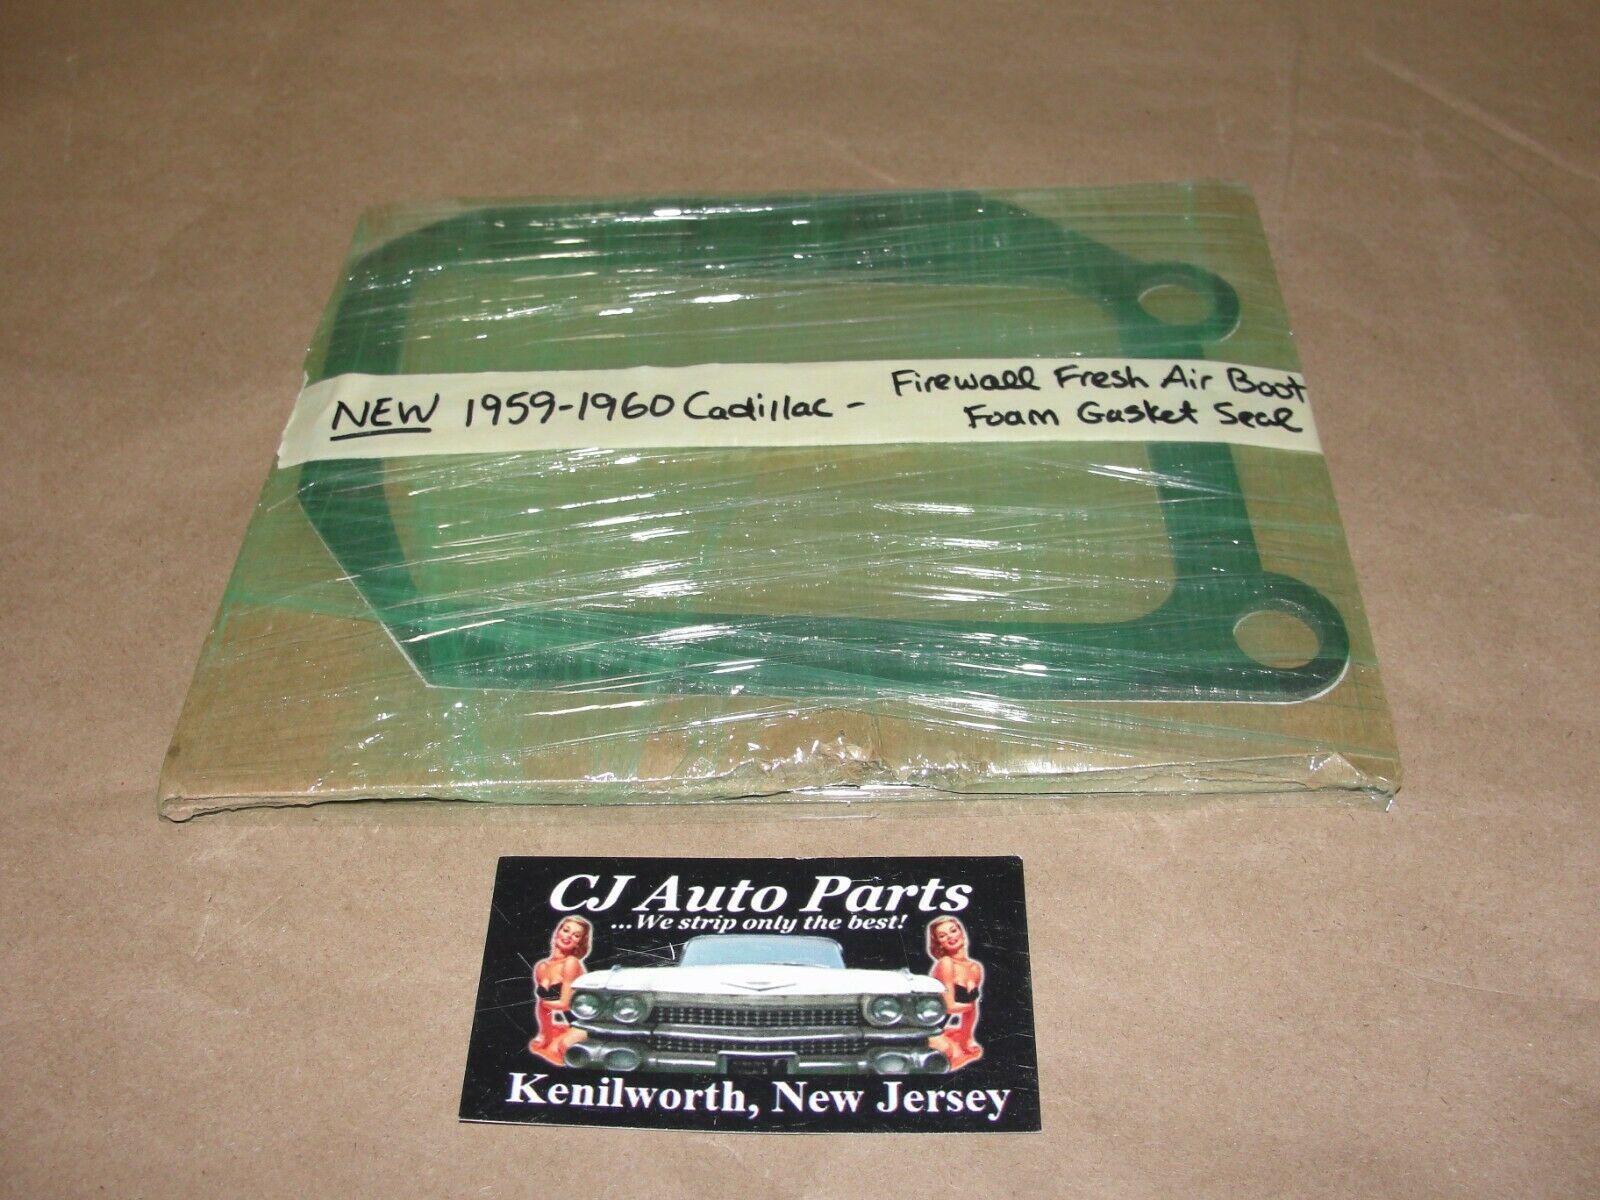 NEW 1959-1960 Cadillac - Firewall Fresh Air Boot
Foam Gasket Seal
CJ Auto Parts
...We strip only the best!
Kenilworth, New Jersey